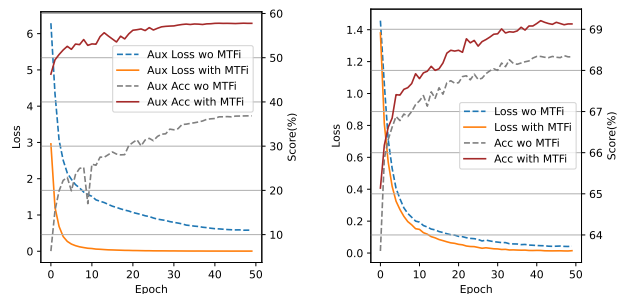 60
50
40
30
20
10
6
5
4
3
2
1
0
0 10 20 30 40 50
Loss
Score(%)
Epoch
Aux Loss wo MTFi
Aux Loss with MTFi
Aux Acc wo MTFi
Aux Acc with MTFi
1.4
1.2
1.0
0.8
0.6
0.4
0.2
0.0
69
68
67
66
65
64
0 10 20 30 40 50
Loss
Score(%)
Epoch
Loss wo MTFi
Loss with MTFi
Acc wo MTFi
Acc with MTFi